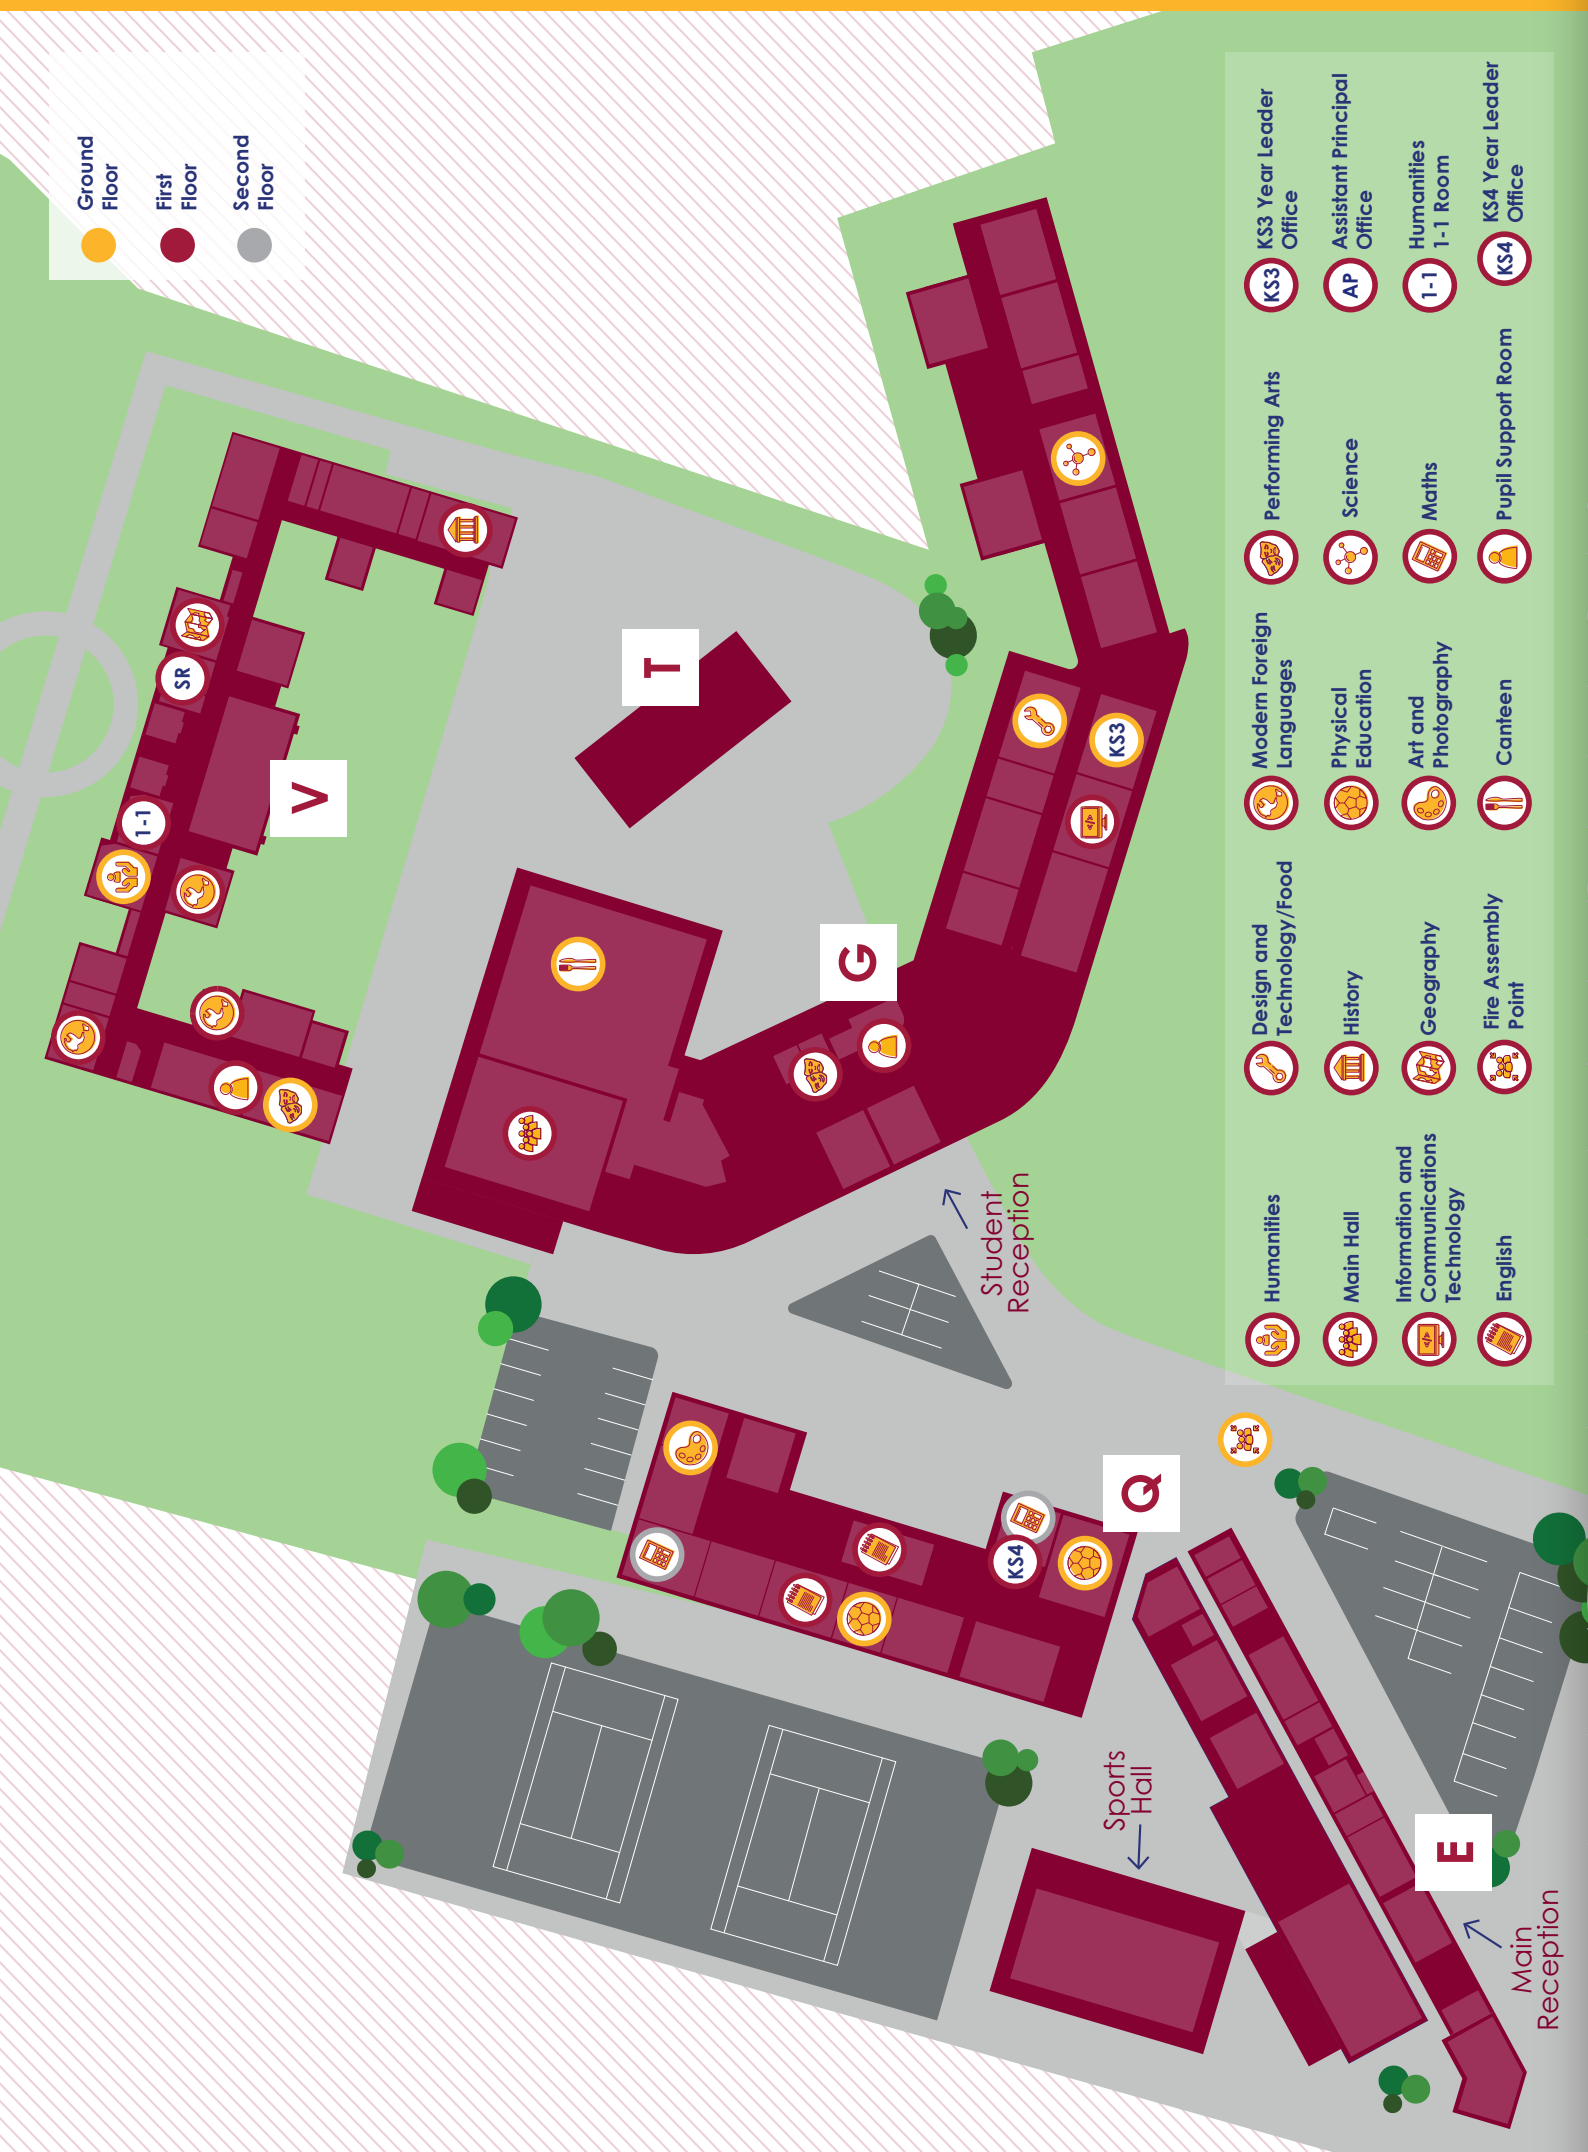 Ground
Floor
First
Floor
Second
Floor
SR
1-1
V
T
KS3
G
Student
Reception
KS4
Q
Sports
Hall
E
Main
Reception
Humanities
Main Hall
Information and
Communications
Technology
English
Design and
Technology/Food
History
Geography
Fire Assembly
Point
Modern Foreign
Languages
Physical
Education
Art and
Photography
Canteen
Performing Arts
Science
Maths
Pupil Support Room
KS3
KS3 Year Leader
Office
AP
Assistant Principal
Office
1-1
Humanities
1-1 Room
KS4
KS4 Year Leader
Office